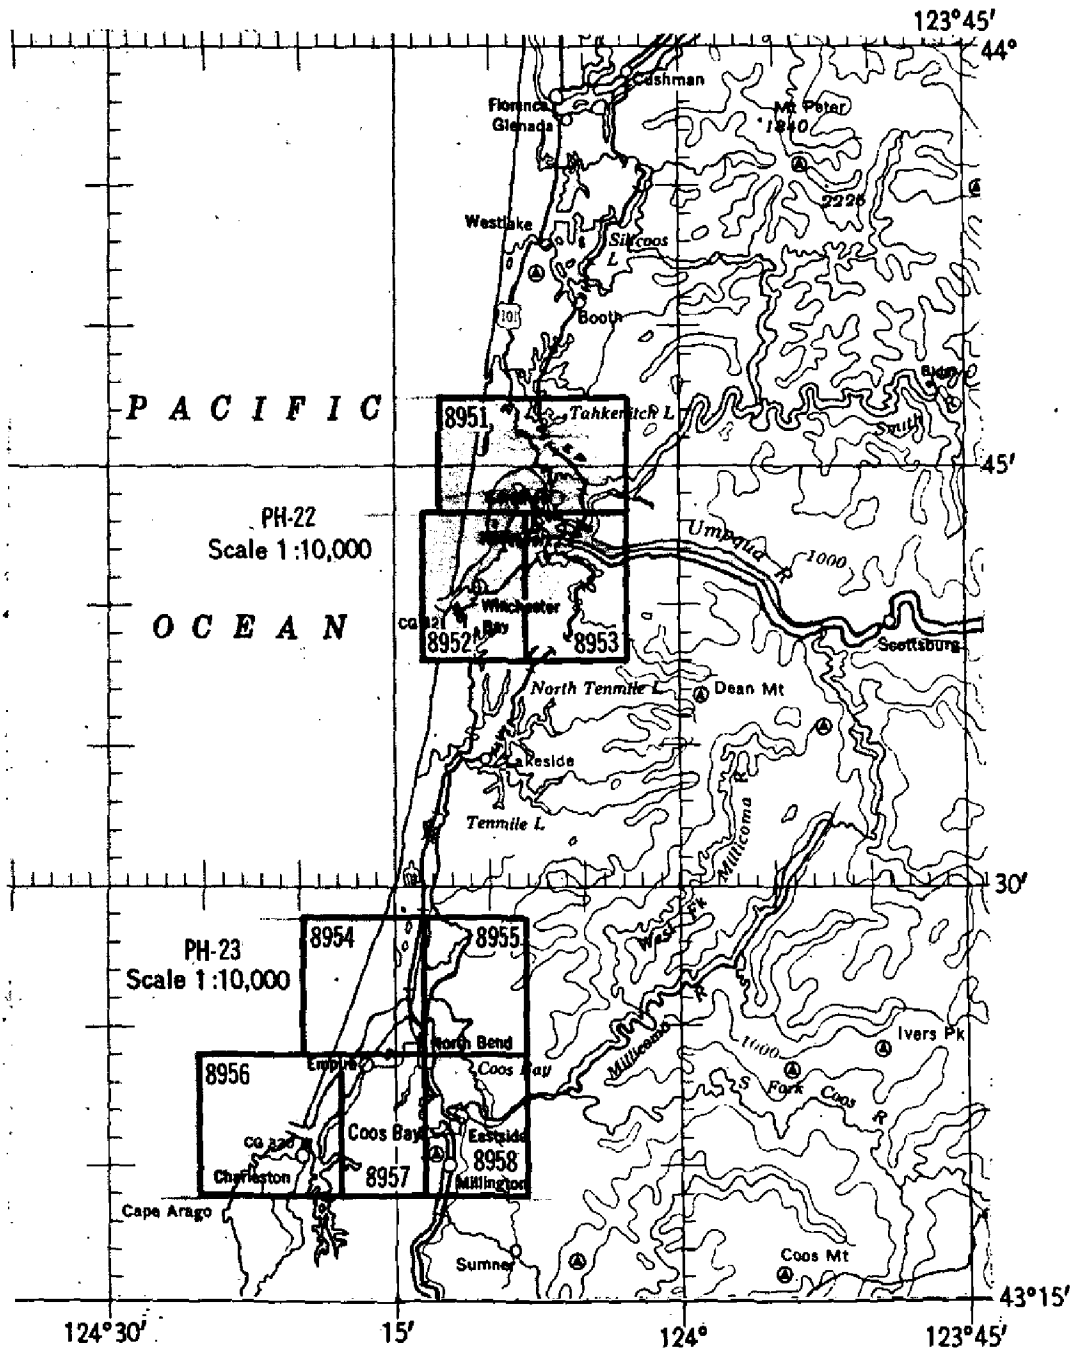 123°45′
44°
Cushman
Florence
Glenada
Mt Peter
1840
2226
Westlake
Siltcoos
L
101
Booth
PACIFIC
8951
Tahkenitch L
Smith
45′
PH-22
Scale 1:10,000
Umpqua R
1000
OCEAN
Winchester
Bay
8952
8953
Scottsburg
North Tenmile L
Dean Mt
Lakeside
Tenmile L
Millicoma R
30′
West Fk
8954
8955
PH-23
Scale 1:10,000
Ivers Pk
North Bend
1000
Empire
Coos Bay
Millicoma R
8956
S Fork Coos R
Coos Bay
Eastside
Charleston
8957
8958
Millington
Cape Arago
Sumner
Coos Mt
43°15′
124°30′
15′
124°
123°45′